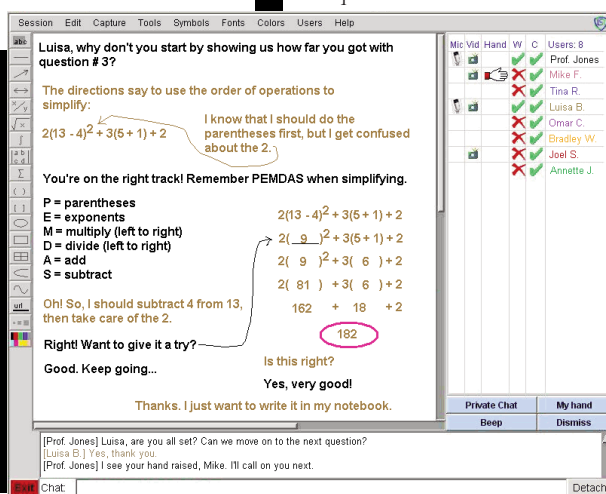 Session Edit Capture Tools Symbols Fonts Colors Users Help
abc
Luisa, why don't you start by showing us how far you got with
question # 3?
The directions say to use the order of operations to
simplify:
2(13 - 4)² + 3(5 + 1) + 2
I know that I should do the
parentheses first, but I get confused
about the 2.
You're on the right track! Remember PEMDAS when simplifying.
P = parentheses
E = exponents
M = multiply (left to right)
D = divide (left to right)
A = add
S = subtract
2(13 - 4)² + 3(5 + 1) + 2
2( 9 )² + 3(5 + 1) + 2
2( 9 )² + 3( 6 ) + 2
2( 81 ) + 3( 6 ) + 2
162 + 18 + 2
182
Oh! So, I should subtract 4 from 13,
then take care of the 2.
Right! Want to give it a try?
Good. Keep going...
Is this right?
Yes, very good!
Thanks. I just want to write it in my notebook.
url
Mic Vid Hand W C Users: 8
Prof. Jones
Mike F.
Tina R.
Luisa B.
Omar C.
Bradley W.
Joel S.
Annette J.
Private Chat My hand
Beep Dismiss
[Prof. Jones] Luisa, are you all set? Can we move on to the next question?
[Luisa B.] Yes, thank you.
[Prof. Jones] I see your hand raised, Mike. I'll call on you next.
Exit Chat: Detach